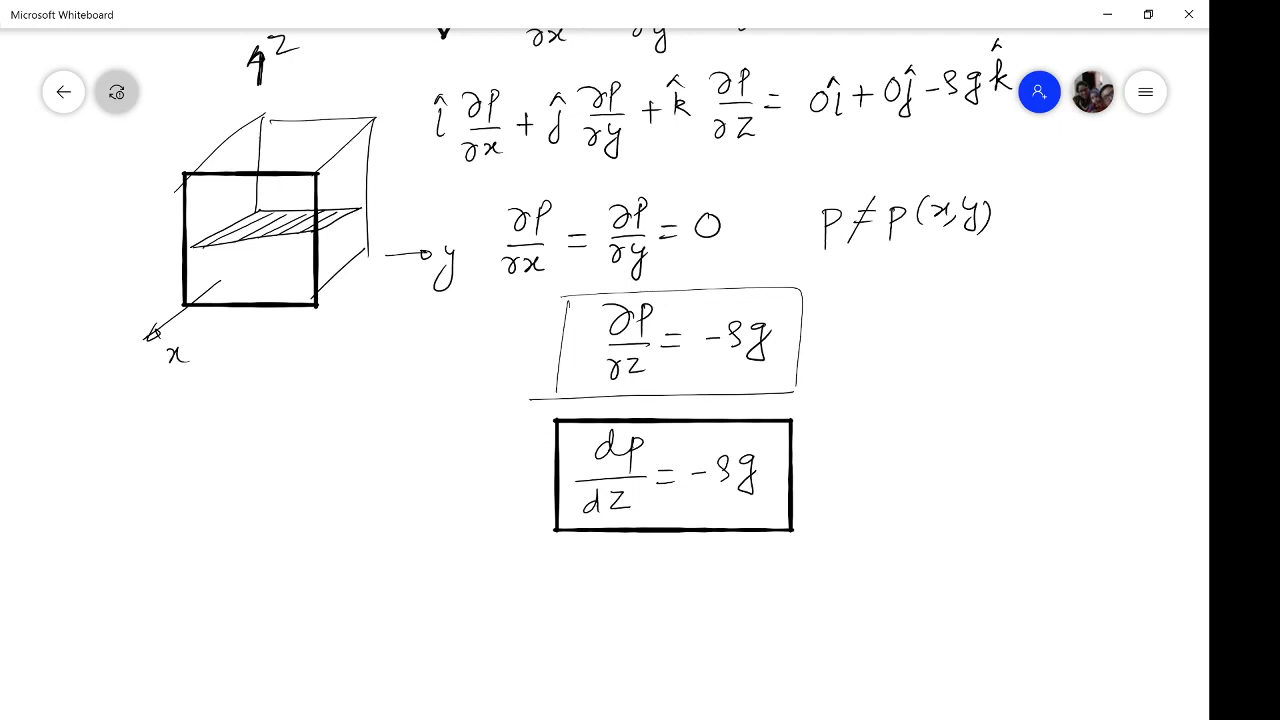 Microsoft Whiteboard
z
∂x ∂y
î ∂P/∂x + ĵ ∂P/∂y + k̂ ∂P/∂z = 0î + 0ĵ - ρg k̂
∂P/∂x = ∂P/∂y = 0 P ≠ P(x,y)
y
∂P/∂z = -ρg
x
dp/dz = -ρg